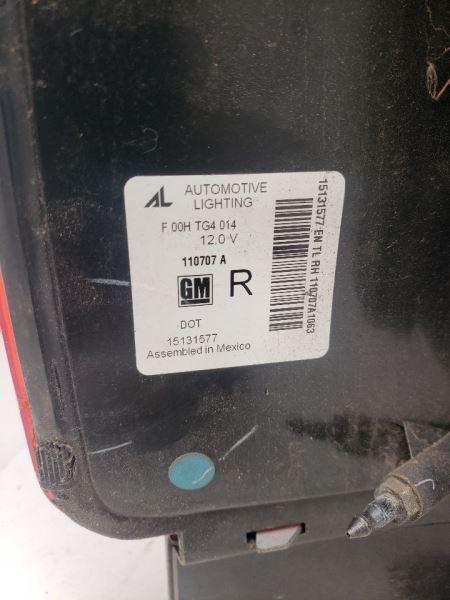 AL AUTOMOTIVE
LIGHTING
F 00H TG4 014
12.0 V
110707 A
GM R
DOT
15131577
Assembled in Mexico
15131577 EN TL RH 110707A1063